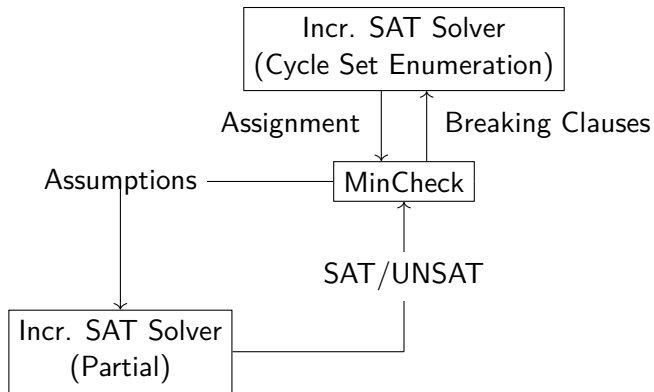 Incr. SAT Solver
(Cycle Set Enumeration)
Assignment
Breaking Clauses
Assumptions
MinCheck
SAT/UNSAT
Incr. SAT Solver
(Partial)